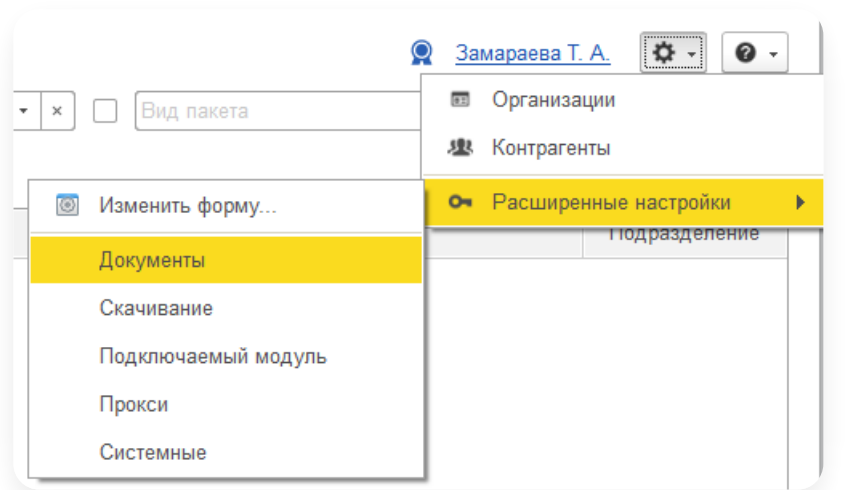 Замараева Т. А.
Вид пакета
Организации
Контрагенты
Расширенные настройки
Подразделение
Изменить форму...
Документы
Скачивание
Подключаемый модуль
Прокси
Системные